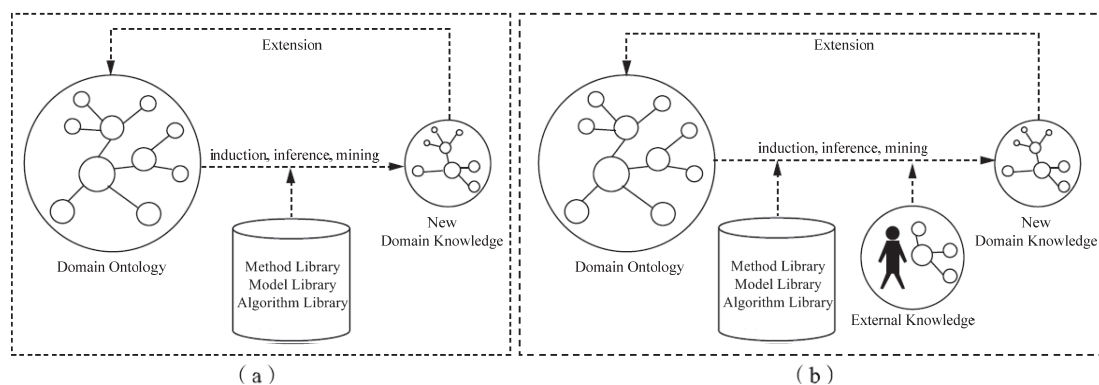 Extension
induction, inference, mining
New
Domain Knowledge
Domain Ontology
Method Library
Model Library
Algorithm Library
(a)
Extension
induction, inference, mining
New
Domain Knowledge
Domain Ontology
Method Library
Model Library
Algorithm Library
External Knowledge
(b)